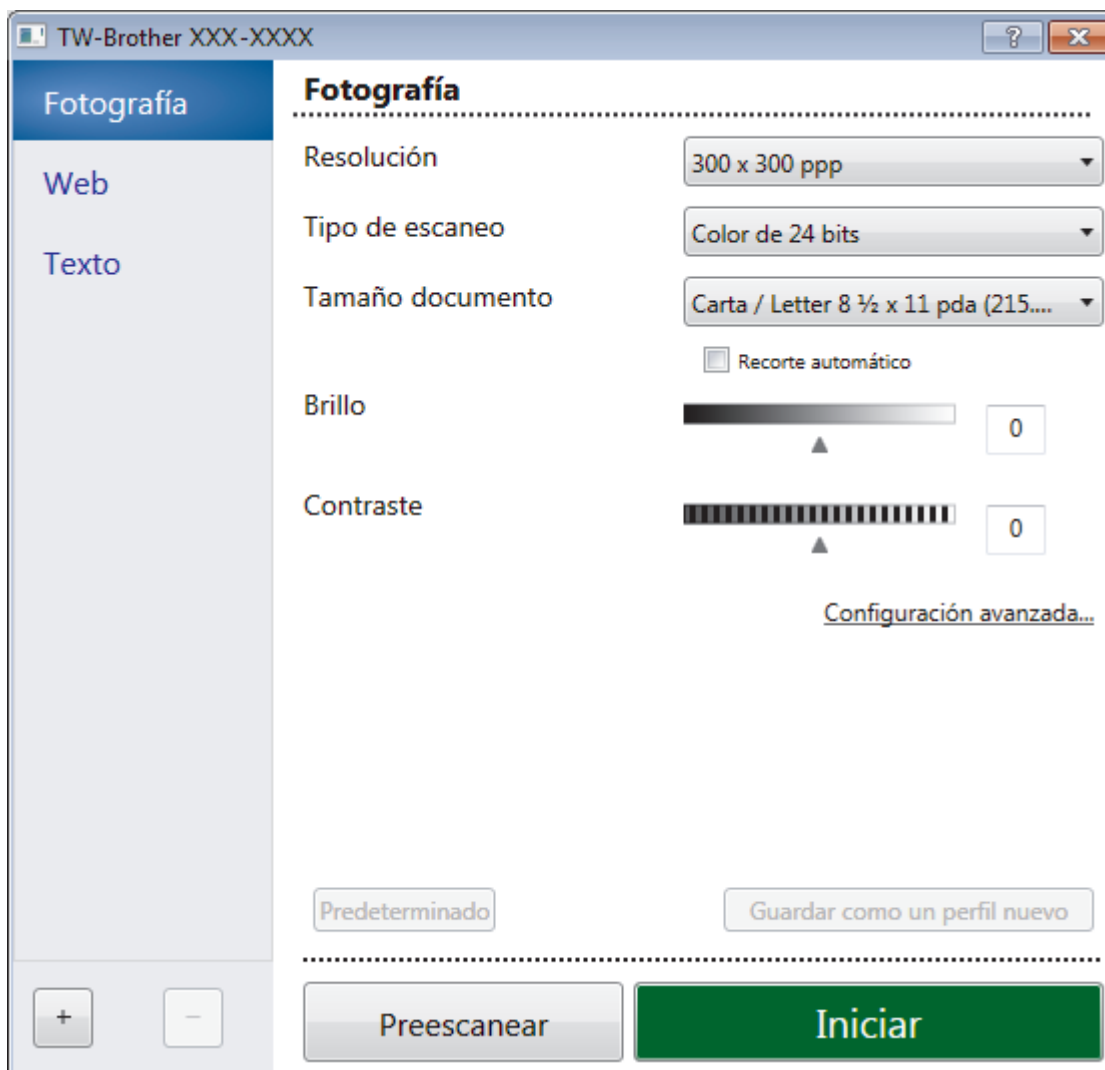 TW-Brother XXX-XXXX
?
Fotografía
Web
Texto
Fotografía
Resolución
300 x 300 ppp
Tipo de escaneo
Color de 24 bits
Tamaño documento
Carta / Letter 8 ½ x 11 pda (215....
Recorte automático
Brillo
0
Contraste
0
Configuración avanzada...
Predeterminado
Guardar como un perfil nuevo
+
−
Preescanear
Iniciar